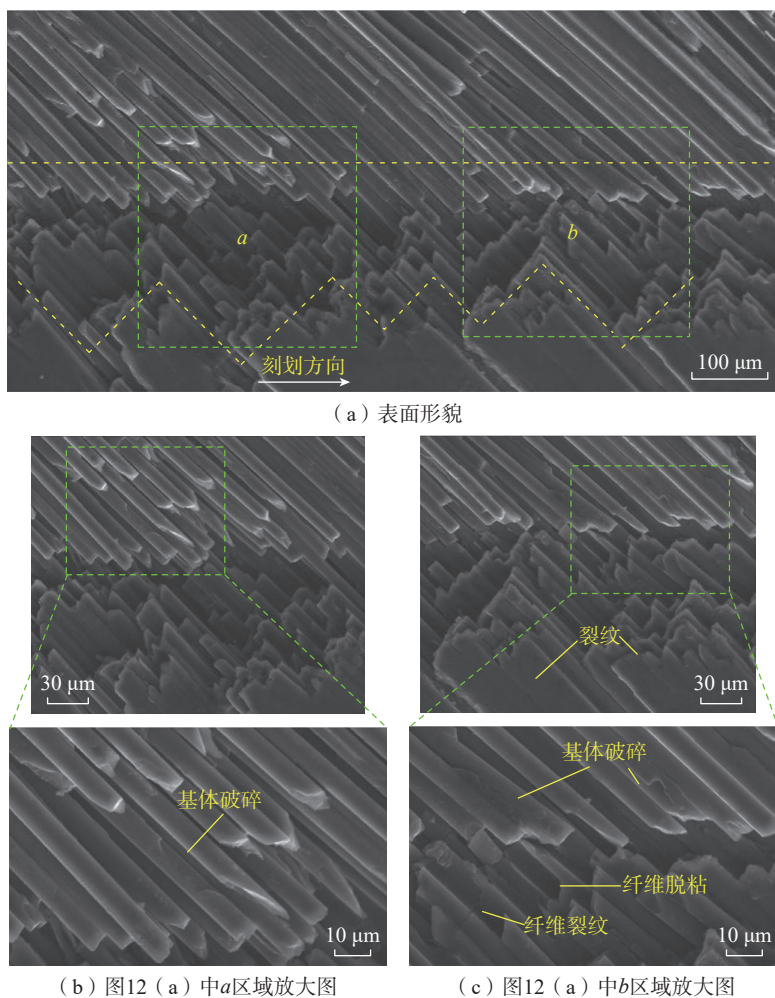 a
b
刻划方向
100 μm
（a）表面形貌
裂纹
30 μm
30 μm
基体破碎
基体破碎
纤维脱粘
纤维裂纹
10 μm
10 μm
（b）图12（a）中a区域放大图
（c）图12（a）中b区域放大图